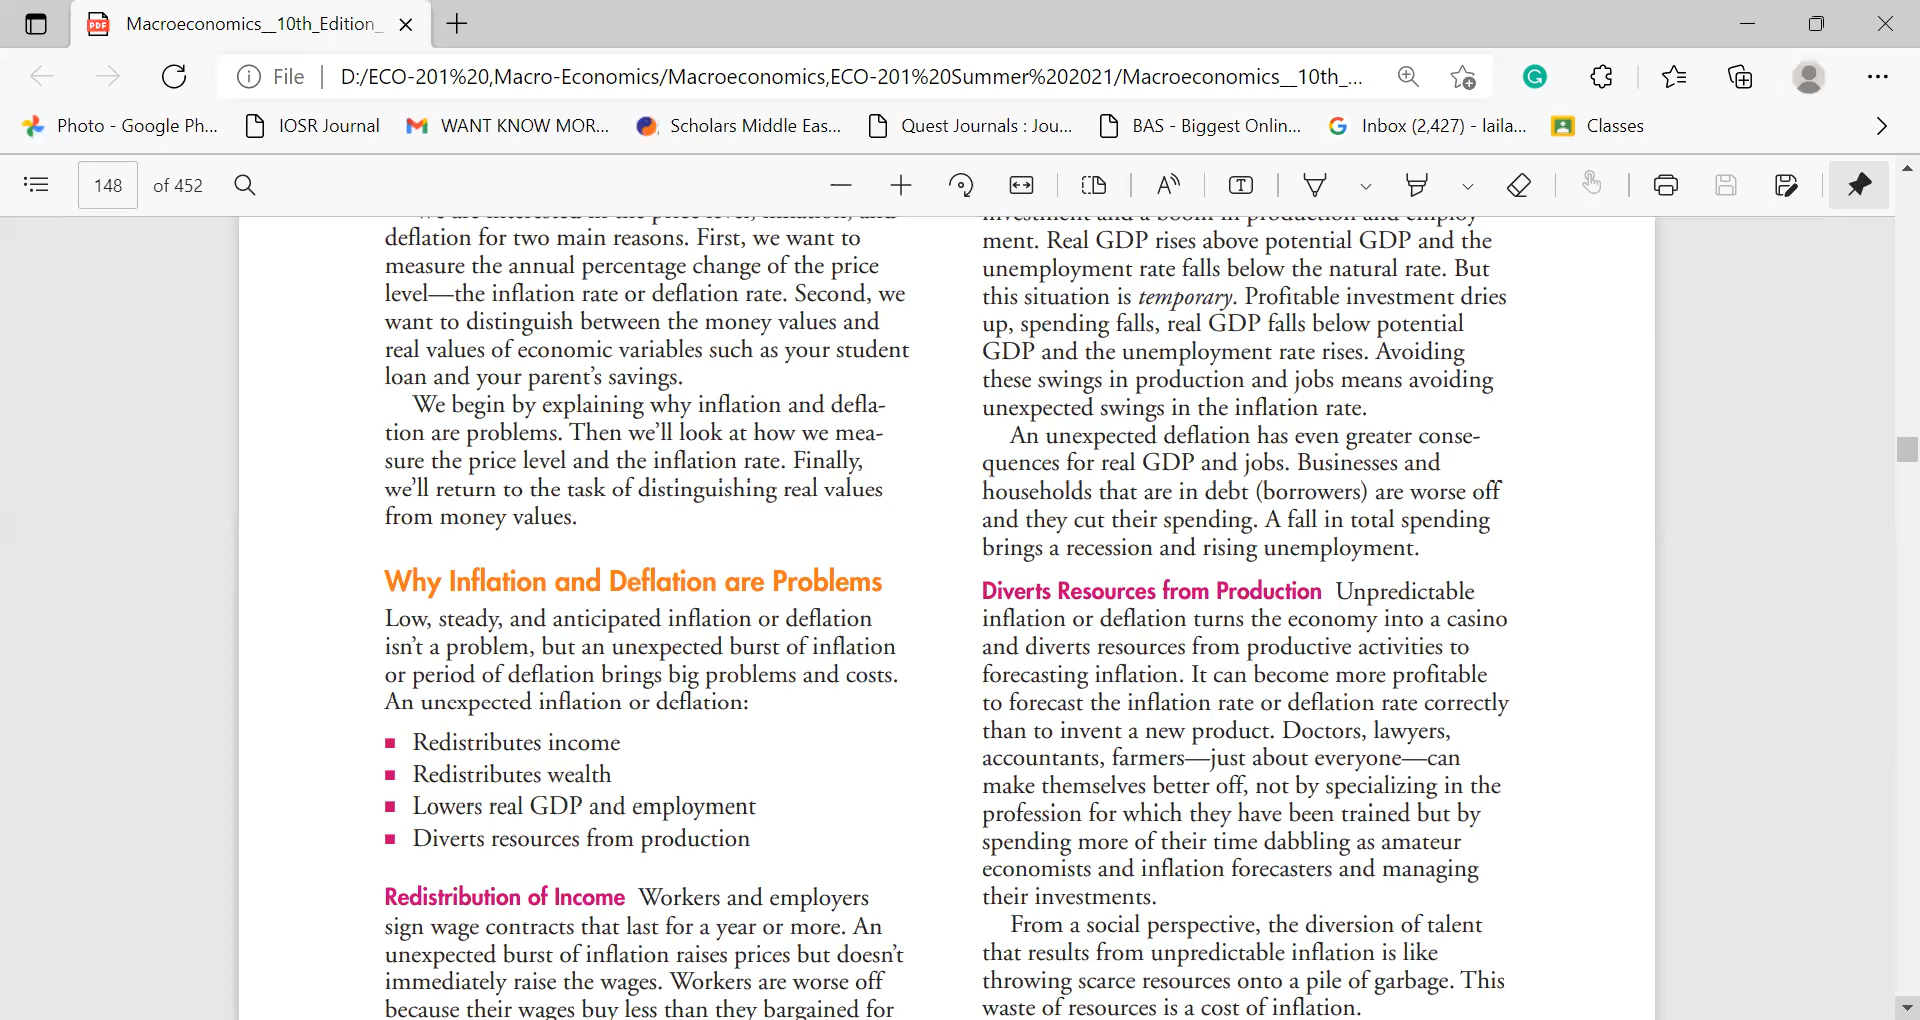 Macroeconomics__10th_Edition_
File
D:/ECO-201%20,Macro-Economics/Macroeconomics,ECO-201%20Summer%202021/Macroeconomics__10th_...
Photo - Google Ph...
IOSR Journal
WANT KNOW MOR...
Scholars Middle Eas...
Quest Journals : Jou...
BAS - Biggest Onlin...
Inbox (2,427) - laila...
Classes
148 of 452
deflation for two main reasons. First, we want to
measure the annual percentage change of the price
level—the inflation rate or deflation rate. Second, we
want to distinguish between the money values and
real values of economic variables such as your student
loan and your parent's savings.
We begin by explaining why inflation and defla-
tion are problems. Then we'll look at how we mea-
sure the price level and the inflation rate. Finally,
we'll return to the task of distinguishing real values
from money values.
Why Inflation and Deflation are Problems
Low, steady, and anticipated inflation or deflation
isn't a problem, but an unexpected burst of inflation
or period of deflation brings big problems and costs.
An unexpected inflation or deflation:
Redistributes income
Redistributes wealth
Lowers real GDP and employment
Diverts resources from production
Redistribution of Income Workers and employers
sign wage contracts that last for a year or more. An
unexpected burst of inflation raises prices but doesn't
immediately raise the wages. Workers are worse off
because their wages buy less than they bargained for
investment and a boom in production and employ-
ment. Real GDP rises above potential GDP and the
unemployment rate falls below the natural rate. But
this situation is temporary. Profitable investment dries
up, spending falls, real GDP falls below potential
GDP and the unemployment rate rises. Avoiding
these swings in production and jobs means avoiding
unexpected swings in the inflation rate.
An unexpected deflation has even greater conse-
quences for real GDP and jobs. Businesses and
households that are in debt (borrowers) are worse off
and they cut their spending. A fall in total spending
brings a recession and rising unemployment.
Diverts Resources from Production Unpredictable
inflation or deflation turns the economy into a casino
and diverts resources from productive activities to
forecasting inflation. It can become more profitable
to forecast the inflation rate or deflation rate correctly
than to invent a new product. Doctors, lawyers,
accountants, farmers—just about everyone—can
make themselves better off, not by specializing in the
profession for which they have been trained but by
spending more of their time dabbling as amateur
economists and inflation forecasters and managing
their investments.
From a social perspective, the diversion of talent
that results from unpredictable inflation is like
throwing scarce resources onto a pile of garbage. This
waste of resources is a cost of inflation.